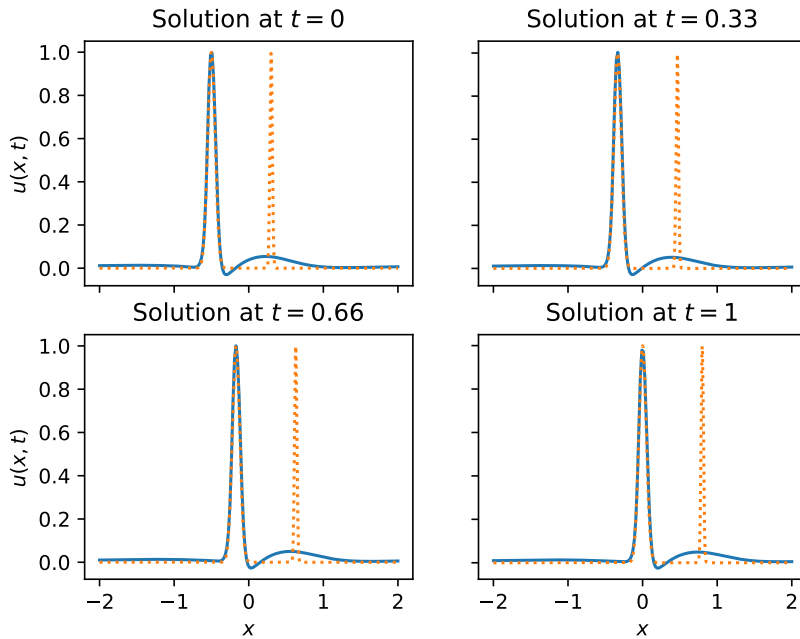 Solution at t = 0
Solution at t = 0.33
u(x, t)
1.0
0.8
0.6
0.4
0.2
0.0
Solution at t = 0.66
Solution at t = 1
u(x, t)
1.0
0.8
0.6
0.4
0.2
0.0
−2 −1 0 1 2
−2 −1 0 1 2
x
x